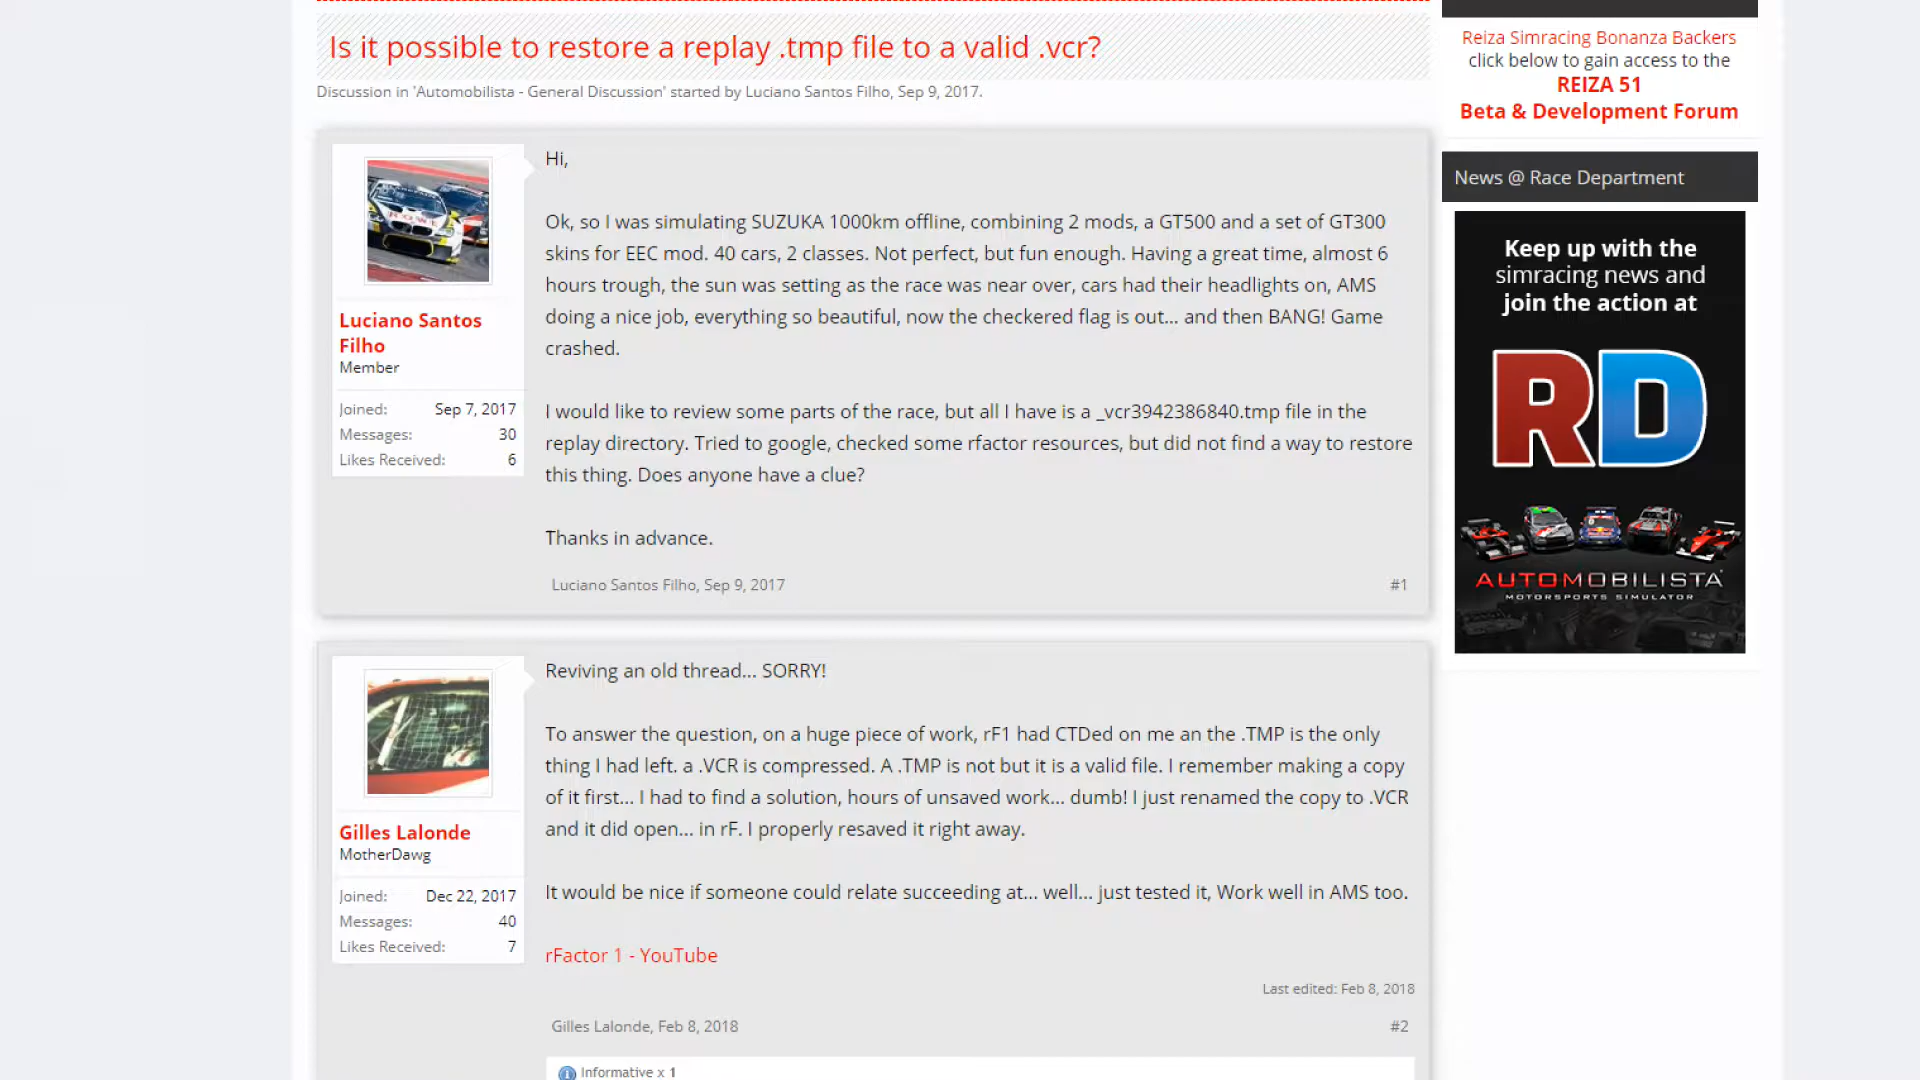 Is it possible to restore a replay .tmp file to a valid .vcr?
Discussion in 'Automobilista - General Discussion' started by Luciano Santos Filho, Sep 9, 2017.
Luciano Santos
Filho
Member
Joined: Sep 7, 2017
Messages: 30
Likes Received: 6
Hi,
Ok, so I was simulating SUZUKA 1000km offline, combining 2 mods, a GT500 and a set of GT300
skins for EEC mod. 40 cars, 2 classes. Not perfect, but fun enough. Having a great time, almost 6
hours trough, the sun was setting as the race was near over, cars had their headlights on, AMS
doing a nice job, everything so beautiful, now the checkered flag is out... and then BANG! Game
crashed.
I would like to review some parts of the race, but all I have is a _vcr3942386840.tmp file in the
replay directory. Tried to google, checked some rfactor resources, but did not find a way to restore
this thing. Does anyone have a clue?
Thanks in advance.
Luciano Santos Filho, Sep 9, 2017 #1
Gilles Lalonde
MotherDawg
Joined: Dec 22, 2017
Messages: 40
Likes Received: 7
Reviving an old thread... SORRY!
To answer the question, on a huge piece of work, rF1 had CTDed on me an the .TMP is the only
thing I had left. a .VCR is compressed. A .TMP is not but it is a valid file. I remember making a copy
of it first... I had to find a solution, hours of unsaved work... dumb! I just renamed the copy to .VCR
and it did open... in rF. I properly resaved it right away.
It would be nice if someone could relate succeeding at... well... just tested it, Work well in AMS too.
rFactor 1 - YouTube
Last edited: Feb 8, 2018
Gilles Lalonde, Feb 8, 2018 #2
Informative x 1
Reiza Simracing Bonanza Backers
click below to gain access to the
REIZA 51
Beta & Development Forum
News @ Race Department
Keep up with the
simracing news and
join the action at
RD
AUTOMOBILISTA
MOTORSPORTS SIMULATOR